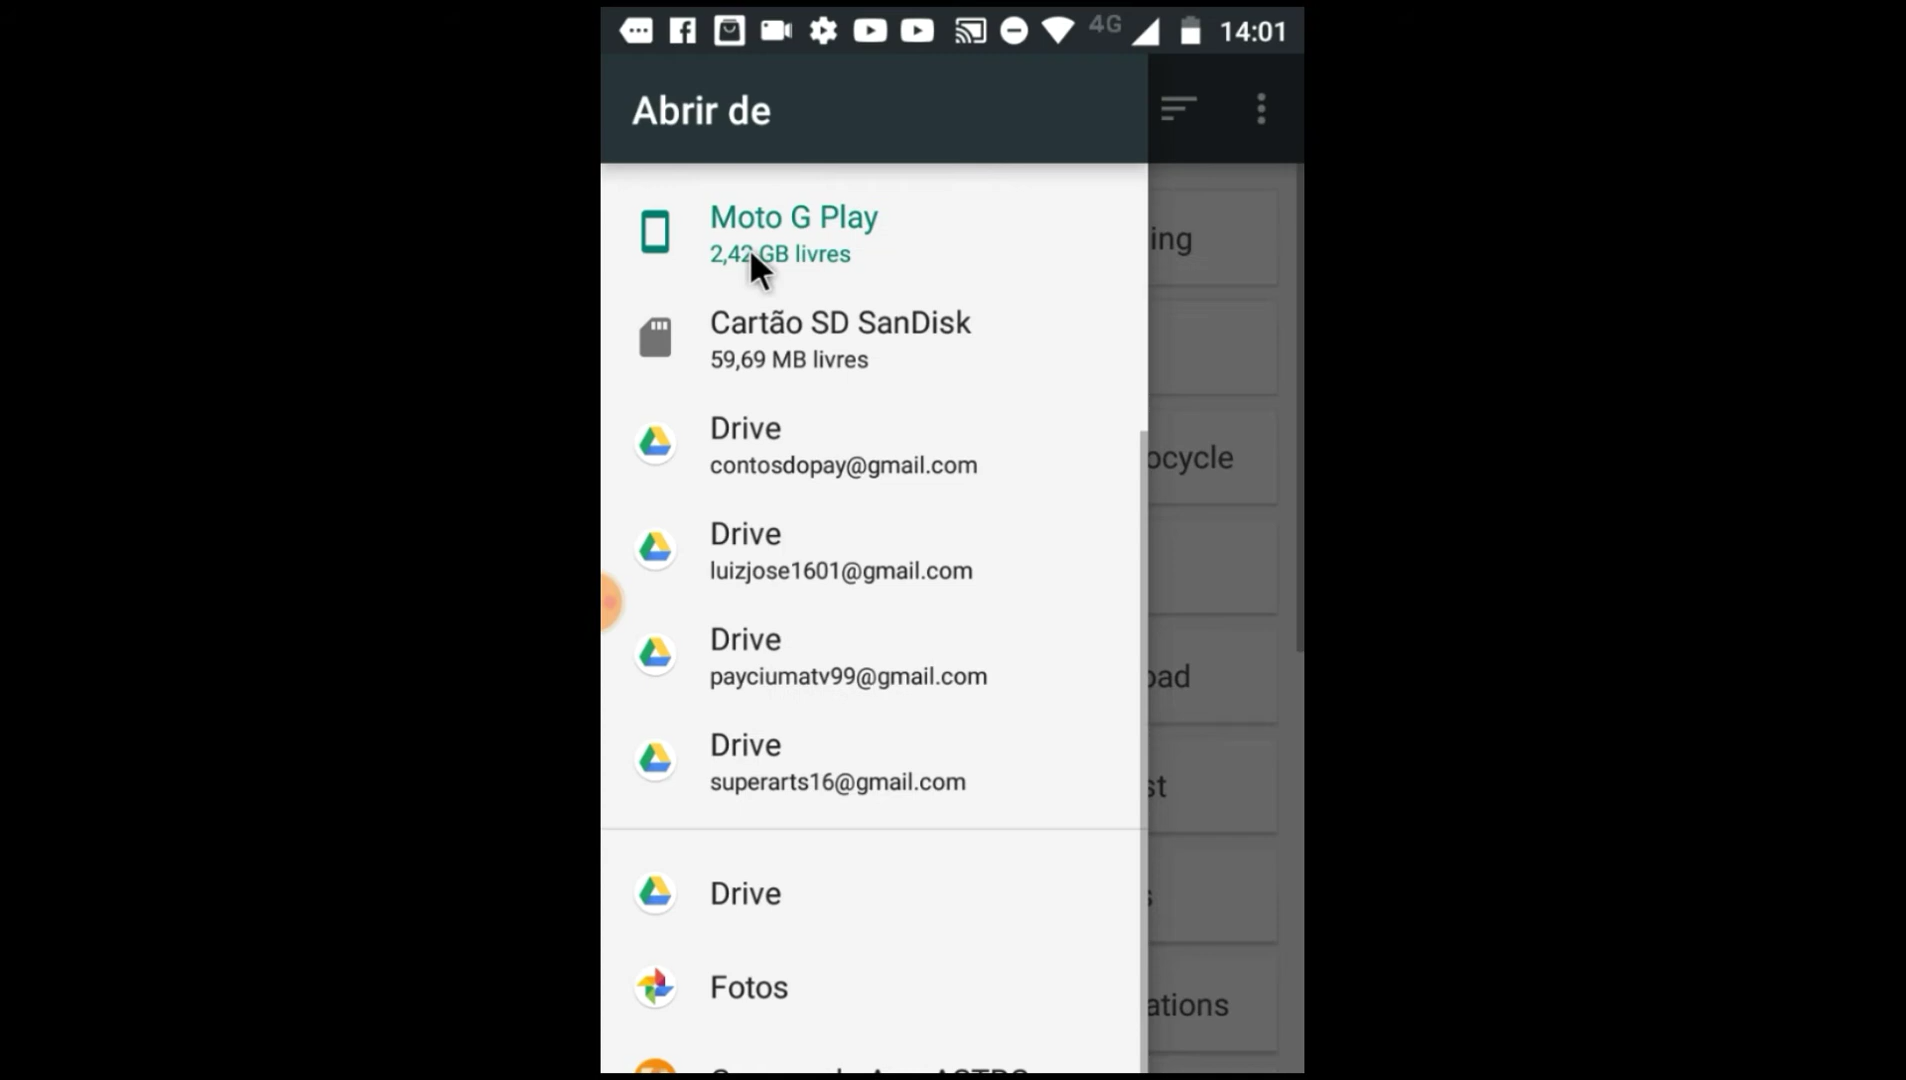 4G 14:01
Abrir de
Moto G Play
2,42 GB livres
ing
Cartão SD SanDisk
59,69 MB livres
Drive
contosdopay@gmail.com
ocycle
Drive
luizjose1601@gmail.com
Drive
payciumatv99@gmail.com
oad
Drive
superarts16@gmail.com
st
Drive
s
Fotos
ations